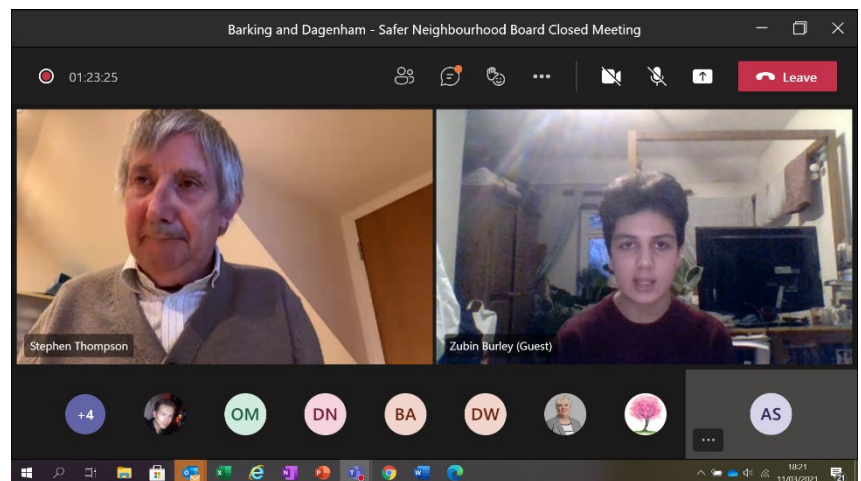 Barking and Dagenham - Safer Neighbourhood Board Closed Meeting
01:23:25
Leave
Stephen Thompson
Zubin Burley (Guest)
+4
OM
DN
BA
DW
AS
18:21
11/03/2021
21